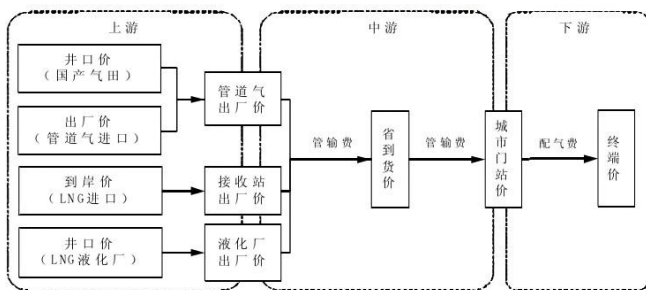 上游
中游
下游
井口价
（国产气田）
出厂价
（管道气进口）
到岸价
（LNG进口）
井口价
（LNG液化厂）
管道气
出厂价
接收站
出厂价
液化厂
出厂价
管输费
省到货价
管输费
城市门站价
配气费
终端价